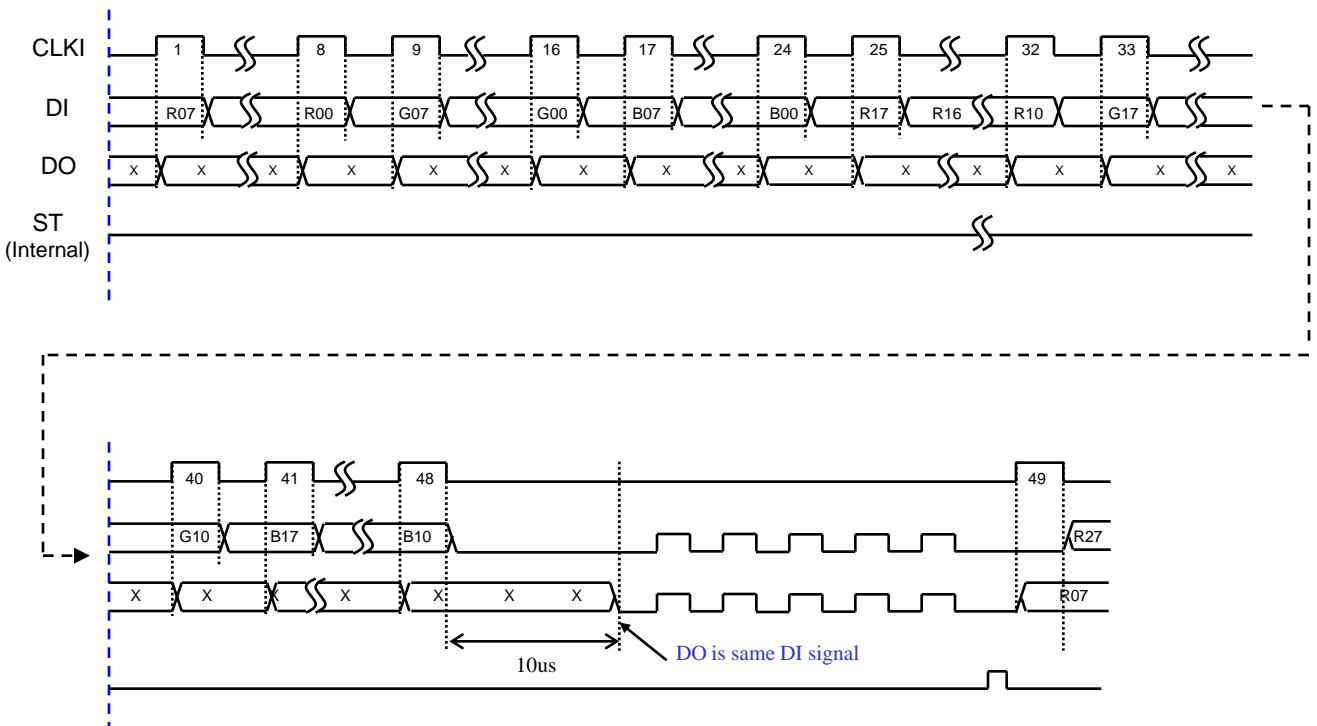 CLKI 1 8 9 16 17 24 25 32 33
DI R07 R00 G07 G00 B07 B00 R17 R16 R10 G17
DO X X X X X X X X X X X X X X X
ST
(Internal)
40 41 48 49
G10 B17 B10 R27
X X X X X X X R07
DO is same DI signal
10us